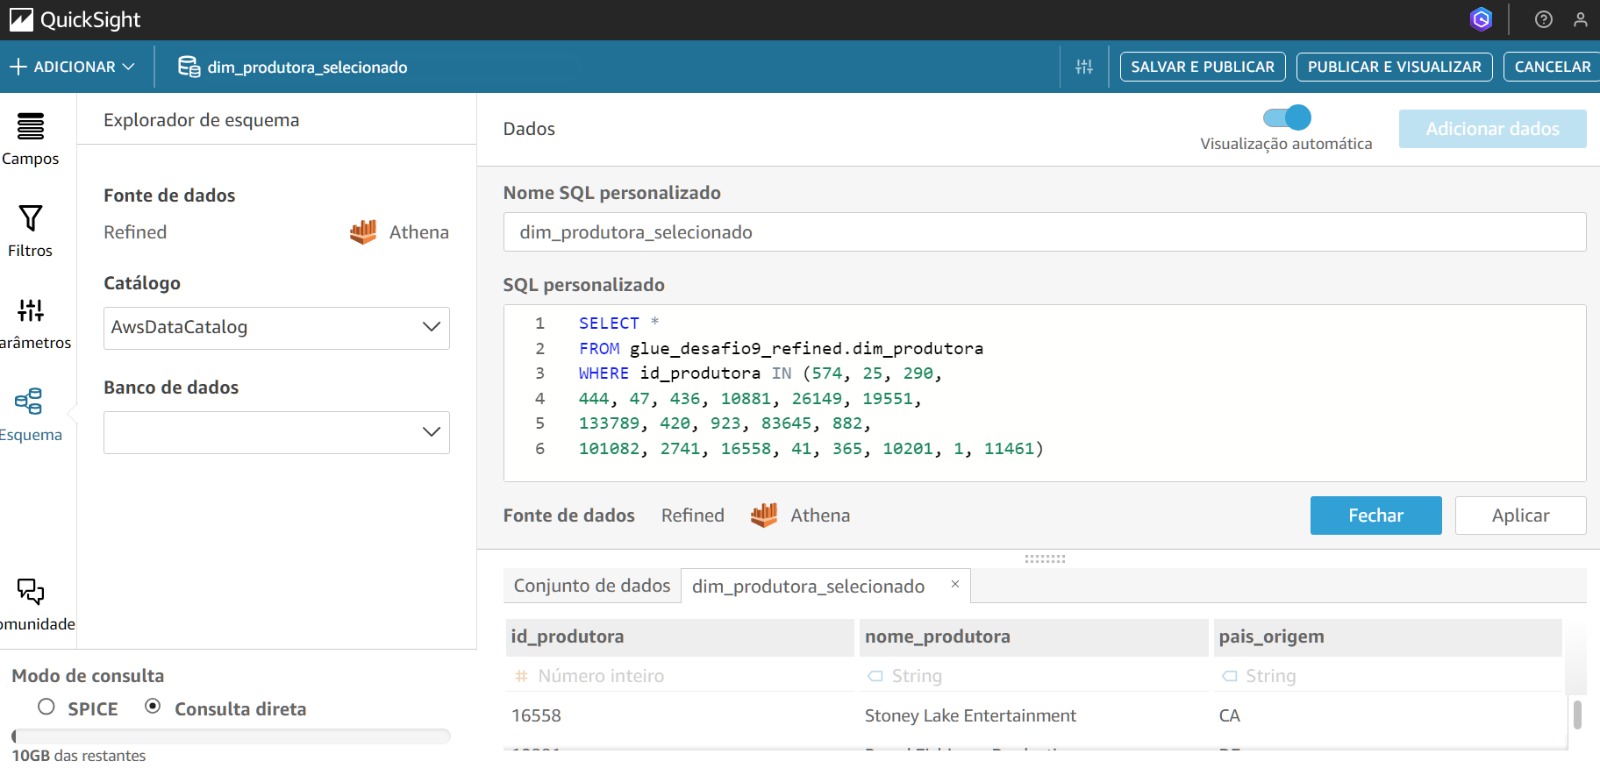 QuickSight
ADICIONAR
dim_produtora_selecionado
SALVAR E PUBLICAR
PUBLICAR E VISUALIZAR
CANCELAR
Campos
Filtros
arâmetros
Esquema
omunidade
Explorador de esquema
Fonte de dados
Refined
Athena
Catálogo
AwsDataCatalog
Banco de dados
Modo de consulta
SPICE
Consulta direta
10GB das restantes
Dados
Visualização automática
Adicionar dados
Nome SQL personalizado
dim_produtora_selecionado
SQL personalizado
1 SELECT *
2 FROM glue_desafio9_refined.dim_produtora
3 WHERE id_produtora IN (574, 25, 290,
4 444, 47, 436, 10881, 26149, 19551,
5 133789, 420, 923, 83645, 882,
6 101082, 2741, 16558, 41, 365, 10201, 1, 11461)
Fonte de dados Refined Athena
Fechar
Aplicar
Conjunto de dados
dim_produtora_selecionado ×
id_produtora nome_produtora pais_origem
# Número inteiro String String
16558 Stoney Lake Entertainment CA